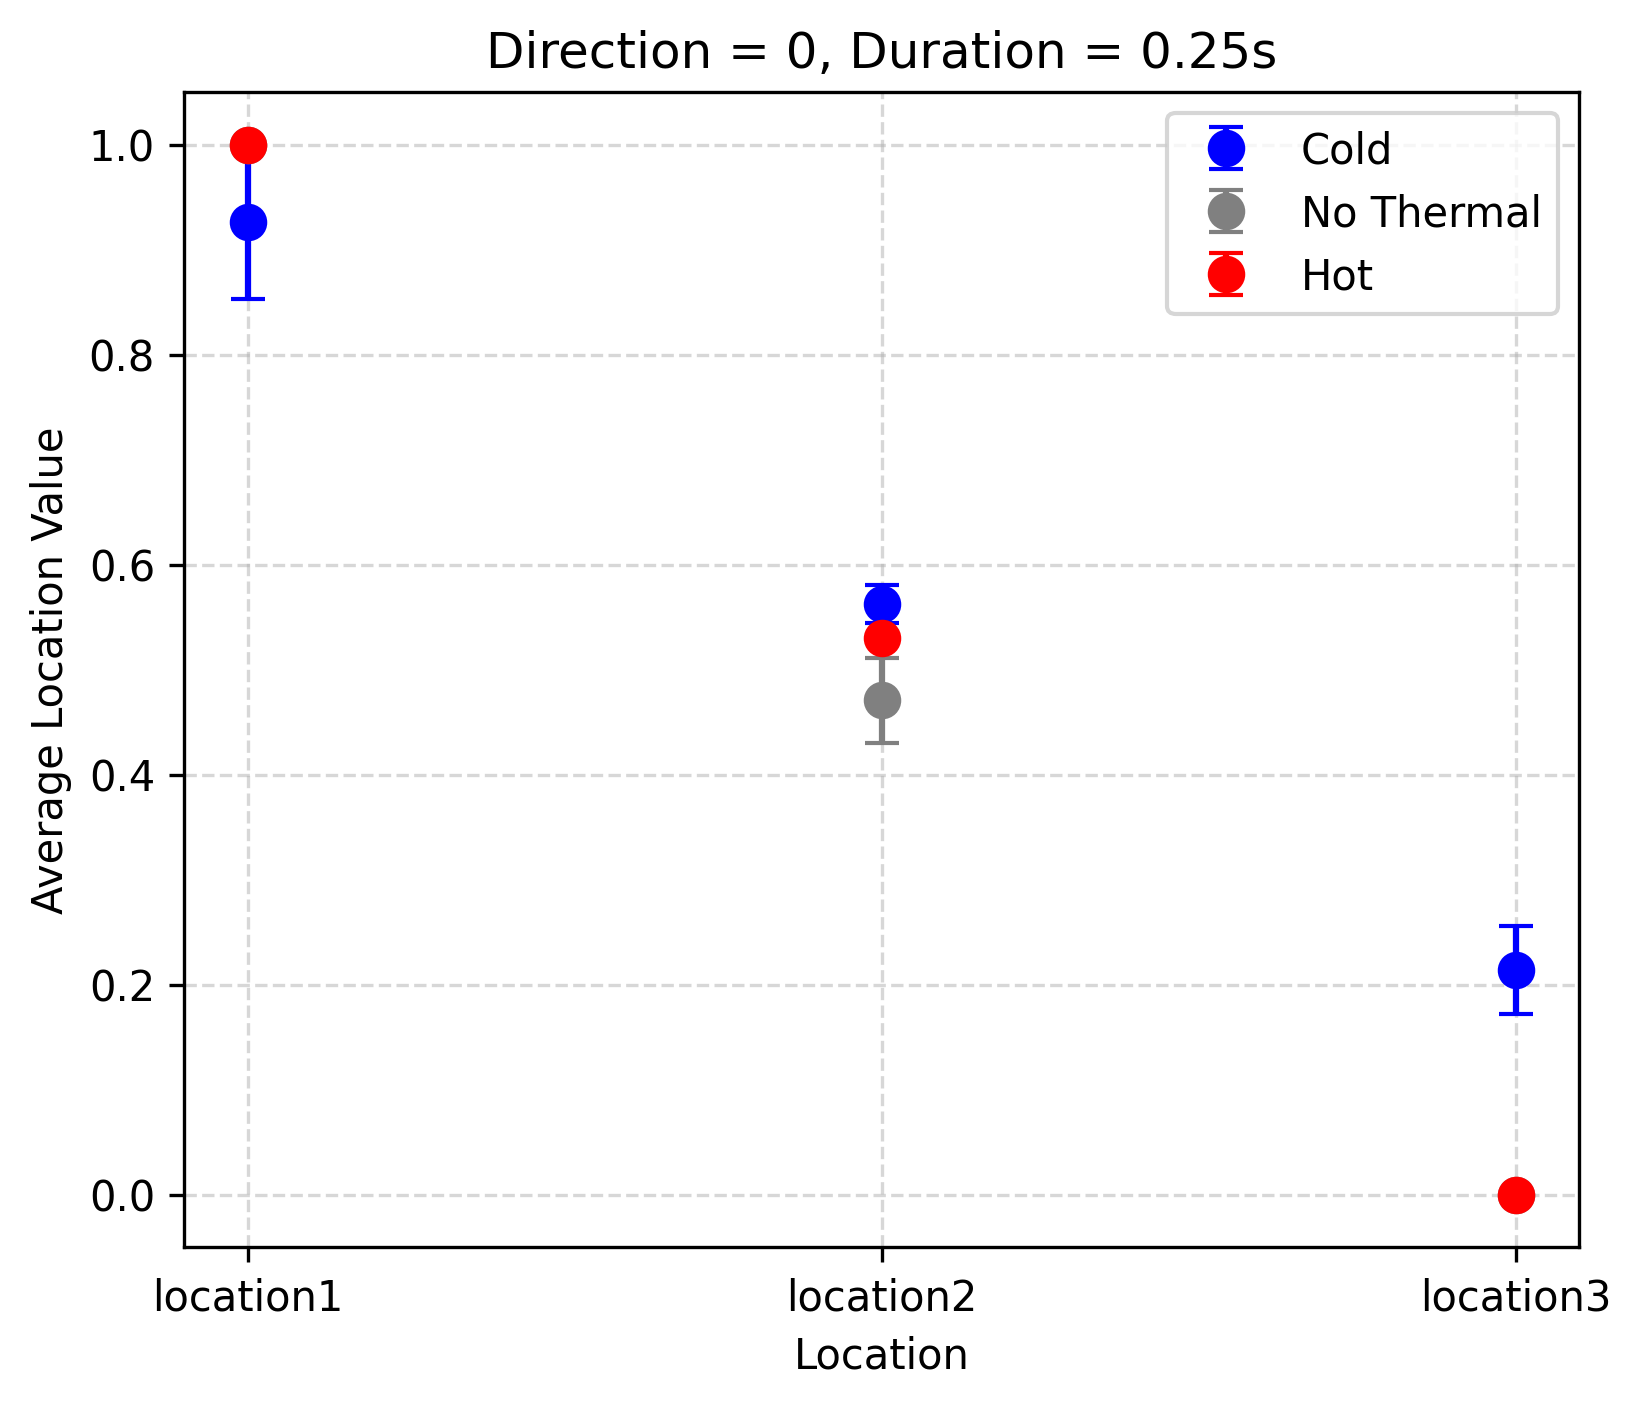 Direction = 0, Duration = 0.25s
Cold
No Thermal
Hot
1.0
0.8
0.6
0.4
0.2
0.0
Average Location Value
location1
location2
location3
Location